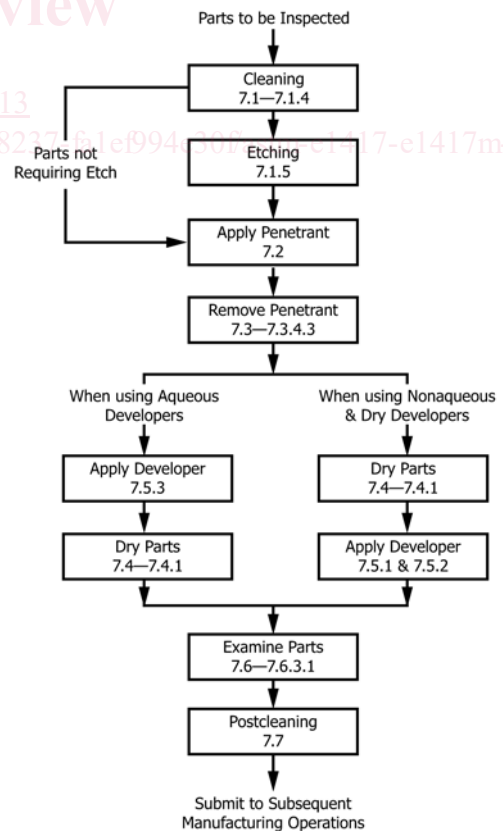 view
Parts to be Inspected
Cleaning
7.1—7.1.4
13
Parts not
Requiring Etch
Etching
7.1.5
Apply Penetrant
7.2
Remove Penetrant
7.3—7.3.4.3
When using Aqueous
Developers
When using Nonaqueous
& Dry Developers
Apply Developer
7.5.3
Dry Parts
7.4—7.4.1
Dry Parts
7.4—7.4.1
Apply Developer
7.5.1 & 7.5.2
Examine Parts
7.6—7.6.3.1
Postcleaning
7.7
Submit to Subsequent
Manufacturing Operations